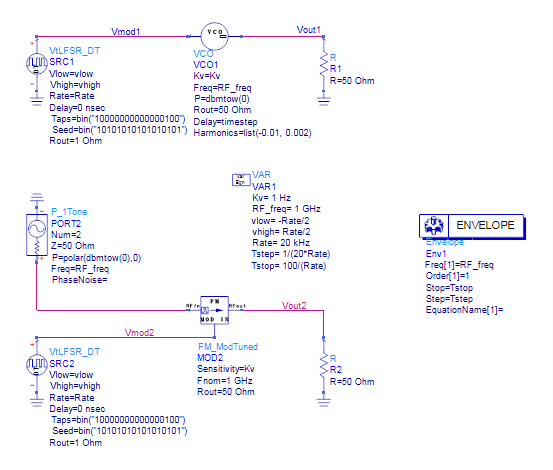 Vmod1
VCO
Vout1
VtLFSR_DT
SRC1
Vlow=vlow
Vhigh=vhigh
Rate=Rate
Delay=0 nsec
Taps=bin("10000000000000100")
Seed=bin("10101010101010101")
Rout=1 Ohm
VCO
VCO1
Kv=Kv
Freq=RF_freq
P=dbmtow(0)
Rout=50 Ohm
Delay=timestep
Harmonics=list(-0.01, 0.002)
R
R1
R=50 Ohm
Var
Eqn
VAR
VAR1
Kv= 1 Hz
RF_freq= 1 GHz
vlow= -Rate/2
vhigh= Rate/2
Rate= 20 kHz
Tstep= 1/(20*Rate)
Tstop= 100/(Rate)
P_1Tone
PORT2
Num=2
Z=50 Ohm
P=polar(dbmtow(0),0)
Freq=RF_freq
PhaseNoise=
ENVELOPE
Envelope
Env1
Freq[1]=RF_freq
Order[1]=1
Stop=Tstop
Step=Tstep
EquationName[1]=
RFin
FM
RFout
MOD IN
Vout2
Vmod2
VtLFSR_DT
SRC2
Vlow=vlow
Vhigh=vhigh
Rate=Rate
Delay=0 nsec
Taps=bin("10000000000000100")
Seed=bin("10101010101010101")
Rout=1 Ohm
FM_ModTuned
MOD2
Sensitivity=Kv
Fnom=1 GHz
Rout=50 Ohm
R
R2
R=50 Ohm